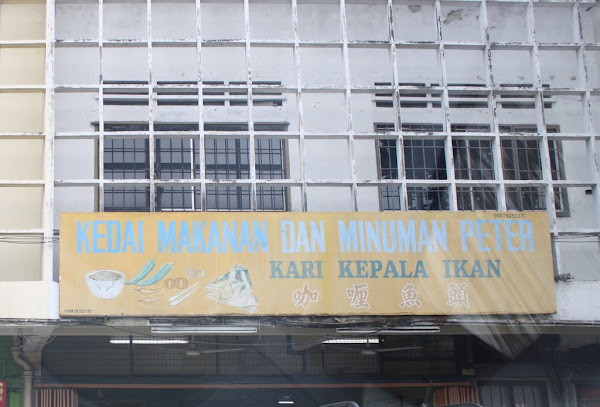 KEDAI MAKANAN DAN MINUMAN PETER
KARI KEPALA IKAN
咖喱魚頭